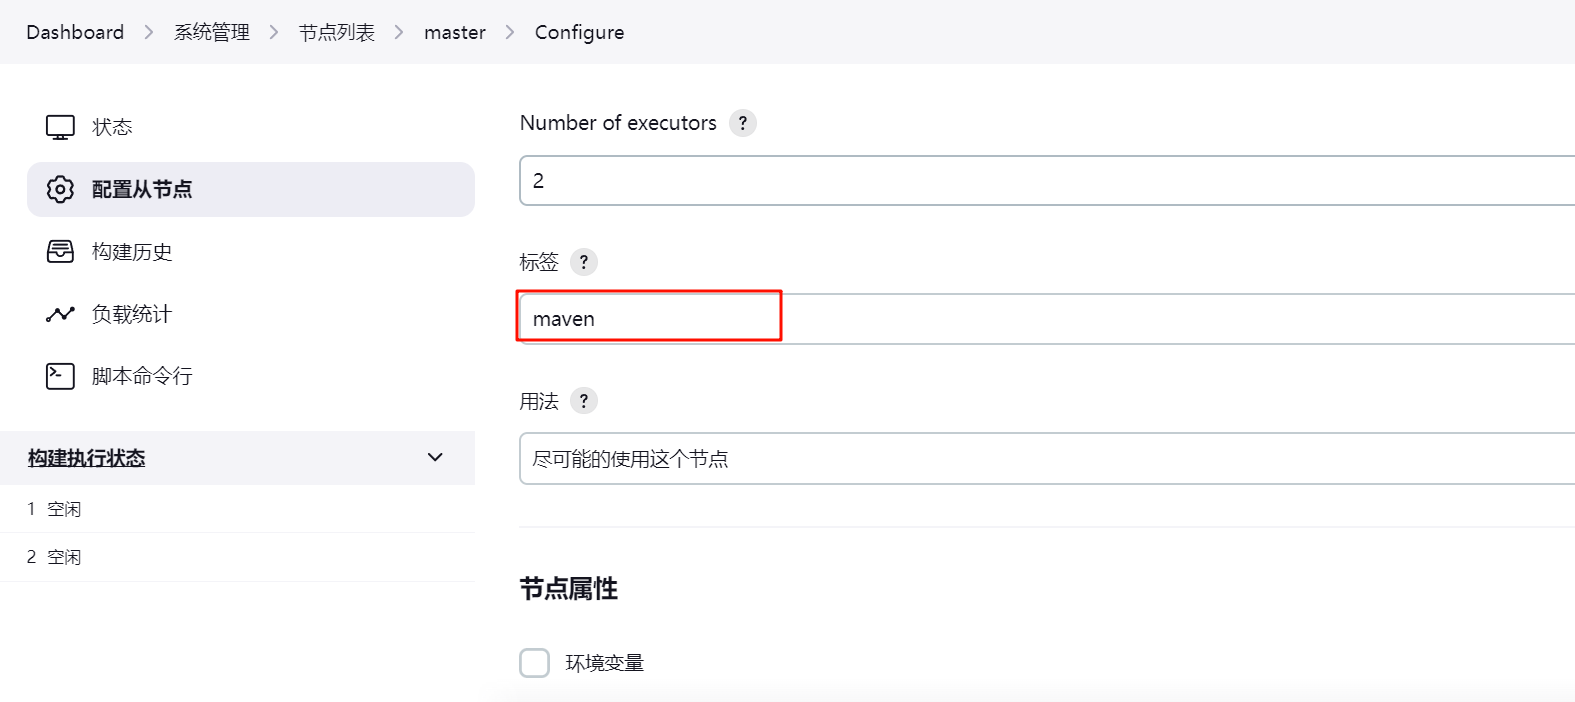 Dashboard > 系统管理 > 节点列表 > master > Configure
状态
配置从节点
构建历史
负载统计
脚本命令行
构建执行状态
1 空闲
2 空闲
Number of executors ?
2
标签 ?
maven
用法 ?
尽可能的使用这个节点
节点属性
环境变量